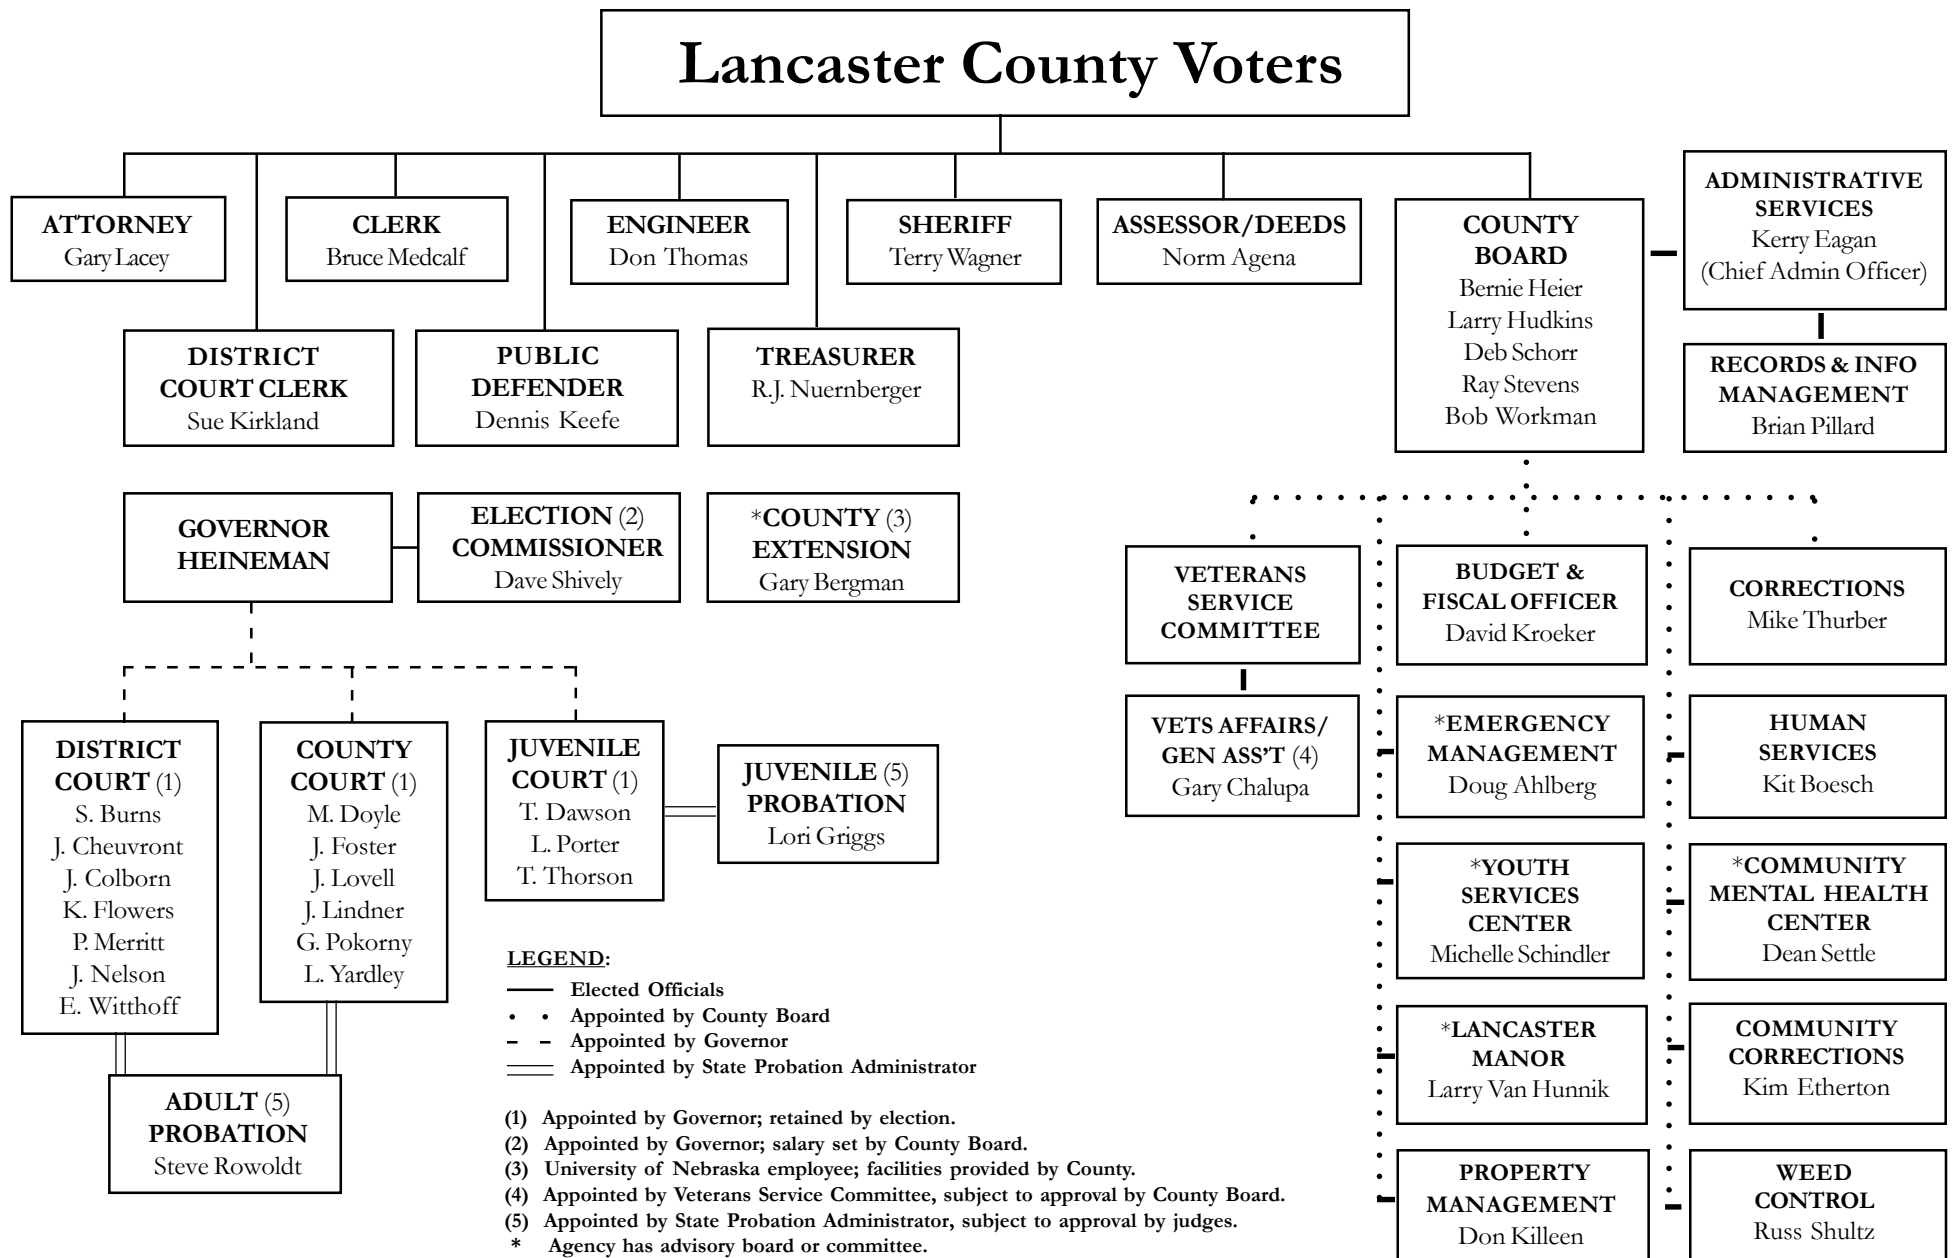 Lancaster County Voters
ATTORNEY
Gary Lacey
CLERK
Bruce Medcalf
ENGINEER
Don Thomas
SHERIFF
Terry Wagner
ASSESSOR/DEEDS
Norm Agena
COUNTY
BOARD
Bernie Heier
Larry Hudkins
Deb Schorr
Ray Stevens
Bob Workman
ADMINISTRATIVE
SERVICES
Kerry Eagan
(Chief Admin Officer)
RECORDS & INFO
MANAGEMENT
Brian Pillard
DISTRICT
COURT CLERK
Sue Kirkland
PUBLIC
DEFENDER
Dennis Keefe
TREASURER
R.J. Nuernberger
GOVERNOR
HEINEMAN
ELECTION (2)
COMMISSIONER
Dave Shively
*COUNTY (3)
EXTENSION
Gary Bergman
VETERANS
SERVICE
COMMITTEE
BUDGET &
FISCAL OFFICER
David Kroeker
CORRECTIONS
Mike Thurber
VETS AFFAIRS/
GEN ASS'T (4)
Gary Chalupa
*EMERGENCY
MANAGEMENT
Doug Ahlberg
HUMAN
SERVICES
Kit Boesch
DISTRICT
COURT (1)
S. Burns
J. Cheuvront
J. Colborn
K. Flowers
P. Merritt
J. Nelson
E. Witthoff
COUNTY
COURT (1)
M. Doyle
J. Foster
J. Lovell
J. Lindner
G. Pokorny
L. Yardley
JUVENILE
COURT (1)
T. Dawson
L. Porter
T. Thorson
JUVENILE (5)
PROBATION
Lori Griggs
*YOUTH
SERVICES
CENTER
Michelle Schindler
*COMMUNITY
MENTAL HEALTH
CENTER
Dean Settle
*LANCASTER
MANOR
Larry Van Hunnik
COMMUNITY
CORRECTIONS
Kim Etherton
ADULT (5)
PROBATION
Steve Rowoldt
PROPERTY
MANAGEMENT
Don Killeen
WEED
CONTROL
Russ Shultz
LEGEND:
Elected Officials
Appointed by County Board
Appointed by Governor
Appointed by State Probation Administrator
(1) Appointed by Governor; retained by election.
(2) Appointed by Governor; salary set by County Board.
(3) University of Nebraska employee; facilities provided by County.
(4) Appointed by Veterans Service Committee, subject to approval by County Board.
(5) Appointed by State Probation Administrator, subject to approval by judges.
* Agency has advisory board or committee.